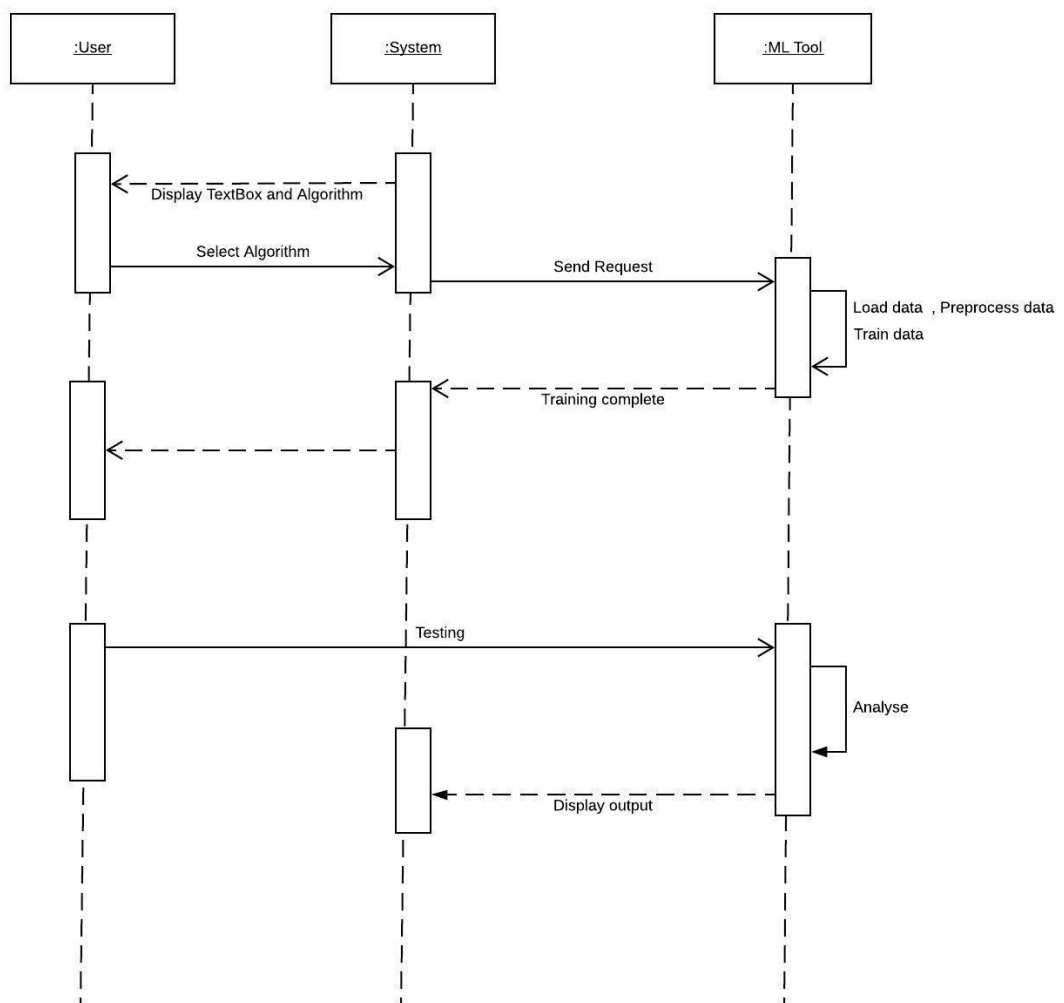 :User
:System
:ML Tool
Display TextBox and Algorithm
Select Algorithm
Send Request
Load data , Preprocess data
Train data
Training complete
Testing
Analyse
Display output